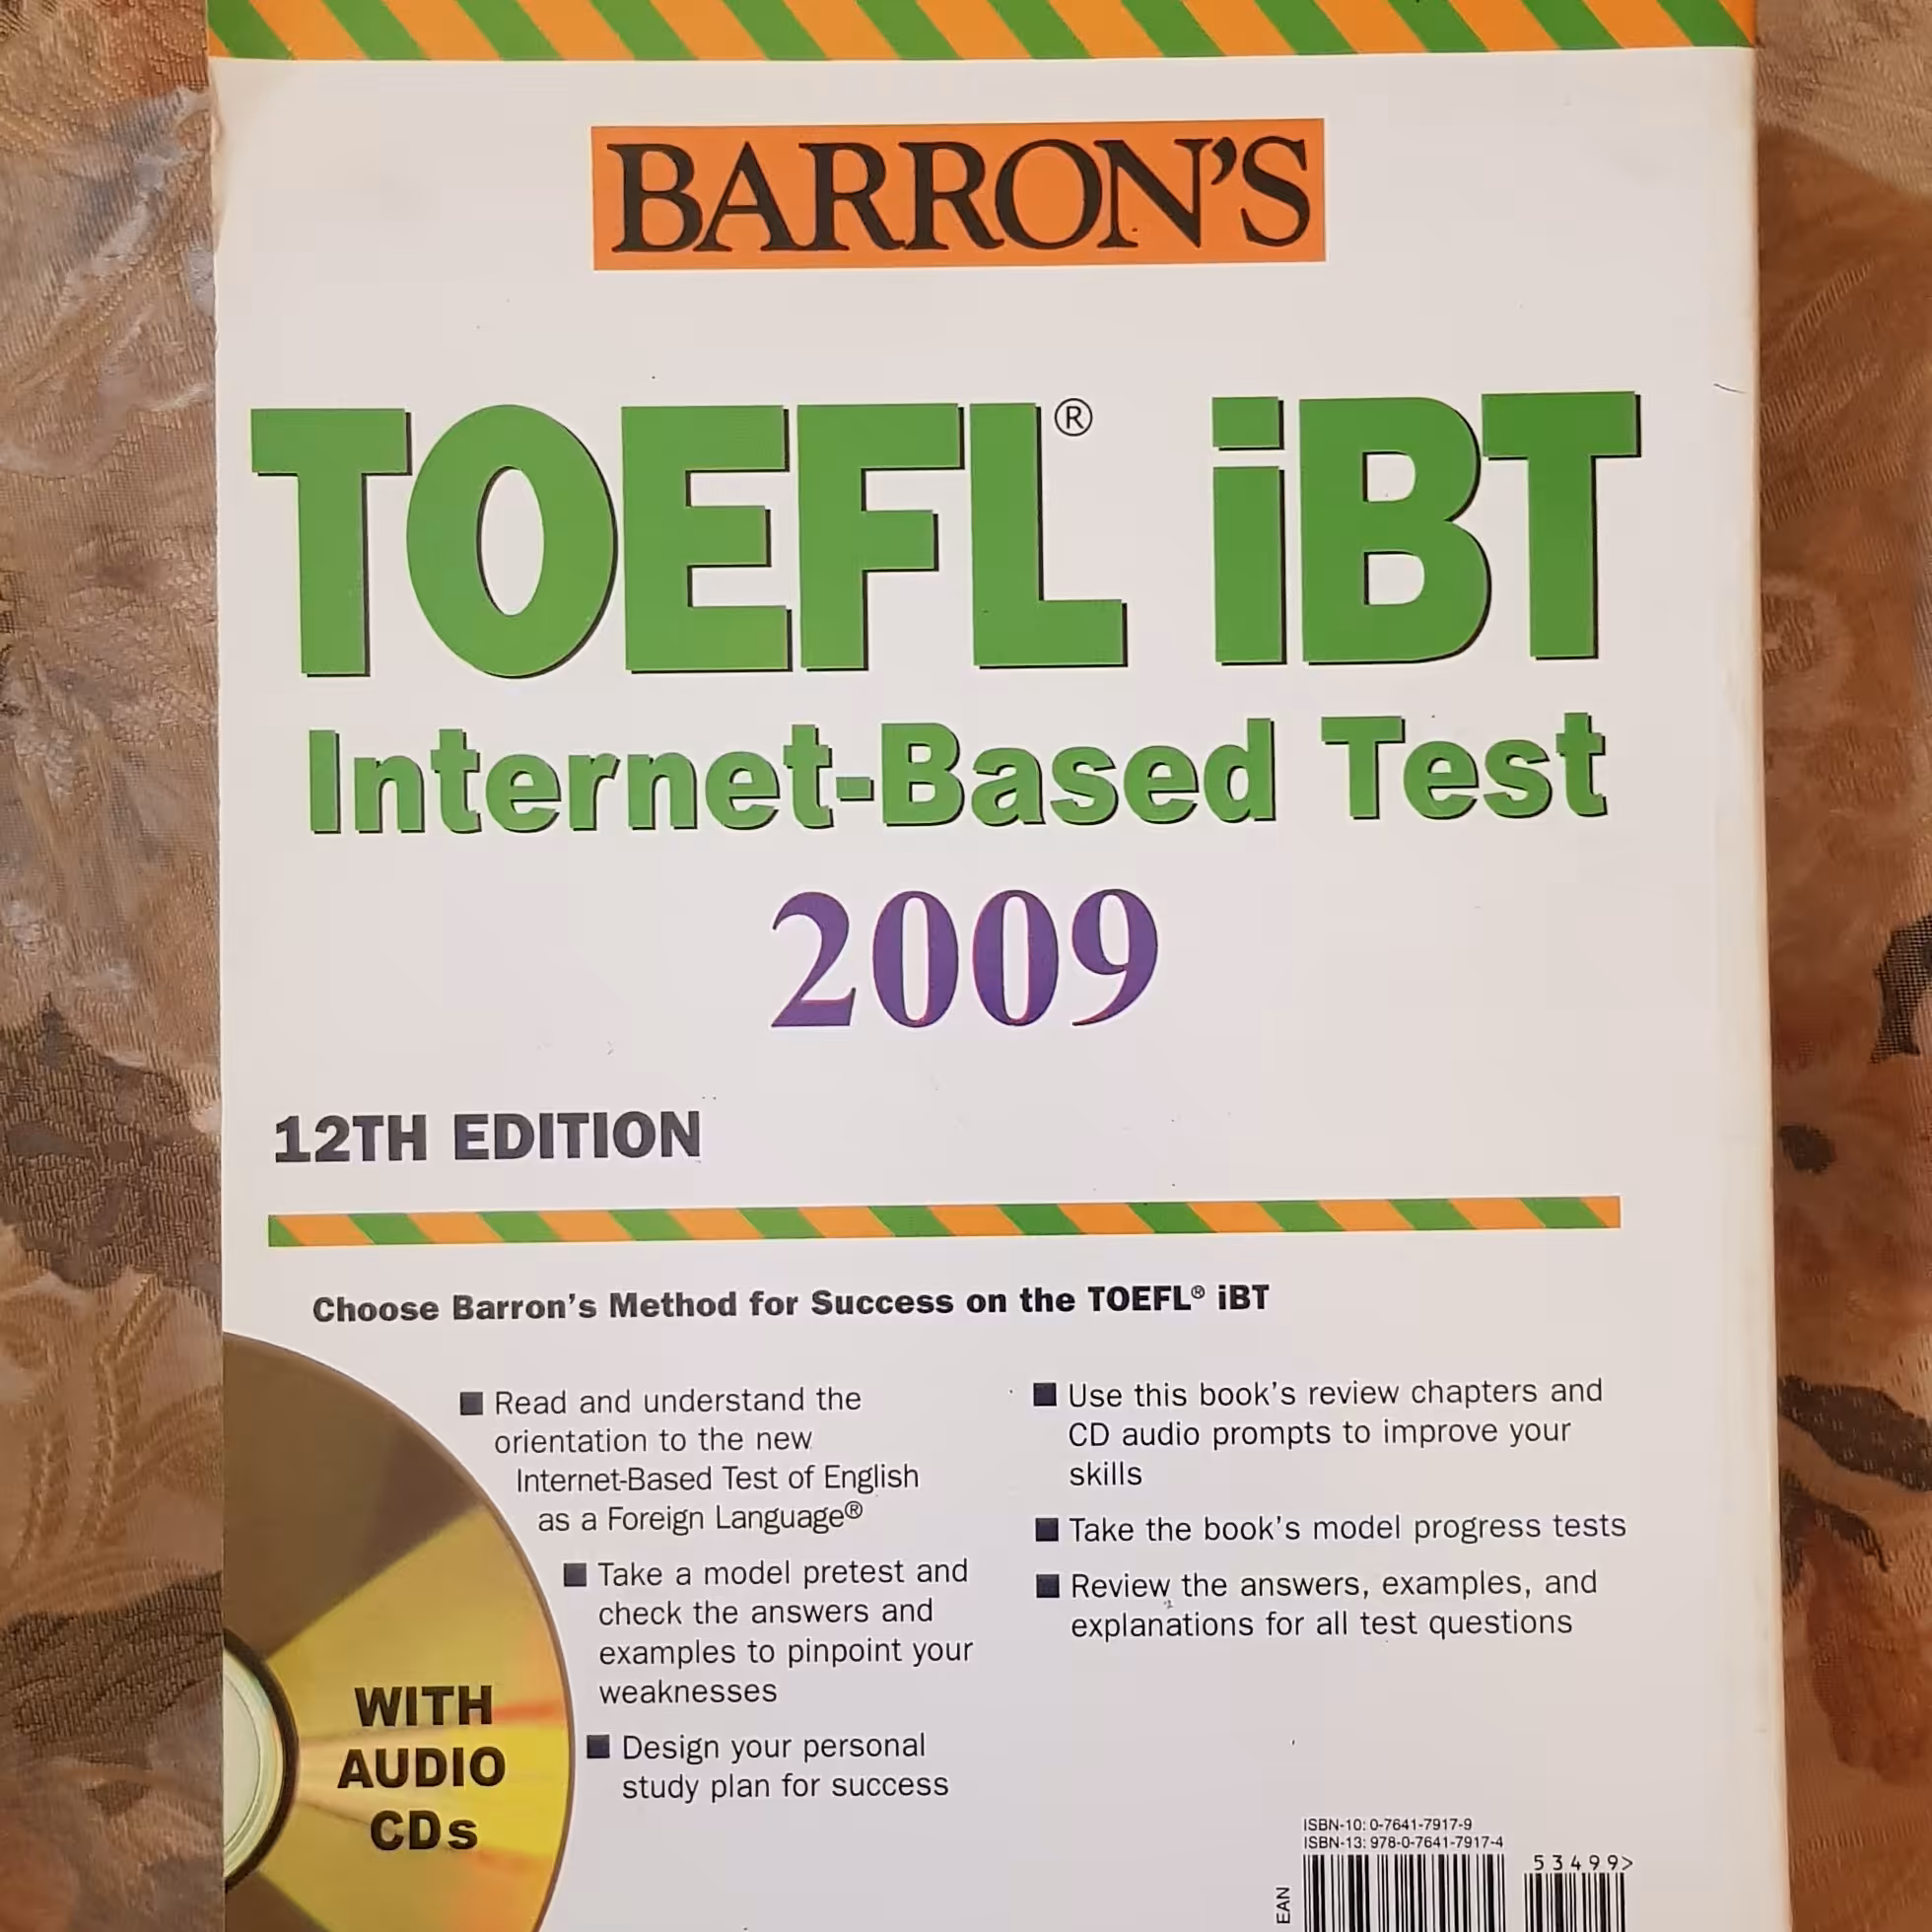 BARRON'S
TOEFL® iBT
Internet-Based Test
2009
12TH EDITION
Choose Barron's Method for Success on the TOEFL® iBT
■ Read and understand the
orientation to the new
Internet-Based Test of English
as a Foreign Language®
■ Take a model pretest and
check the answers and
examples to pinpoint your
weaknesses
■ Design your personal
study plan for success
■ Use this book's review chapters and
CD audio prompts to improve your
skills
■ Take the book's model progress tests
■ Review the answers, examples, and
explanations for all test questions
WITH
AUDIO
CDs
ISBN-10: 0-7641-7917-9
ISBN-13: 978-0-7641-7917-4
53499>
EAN